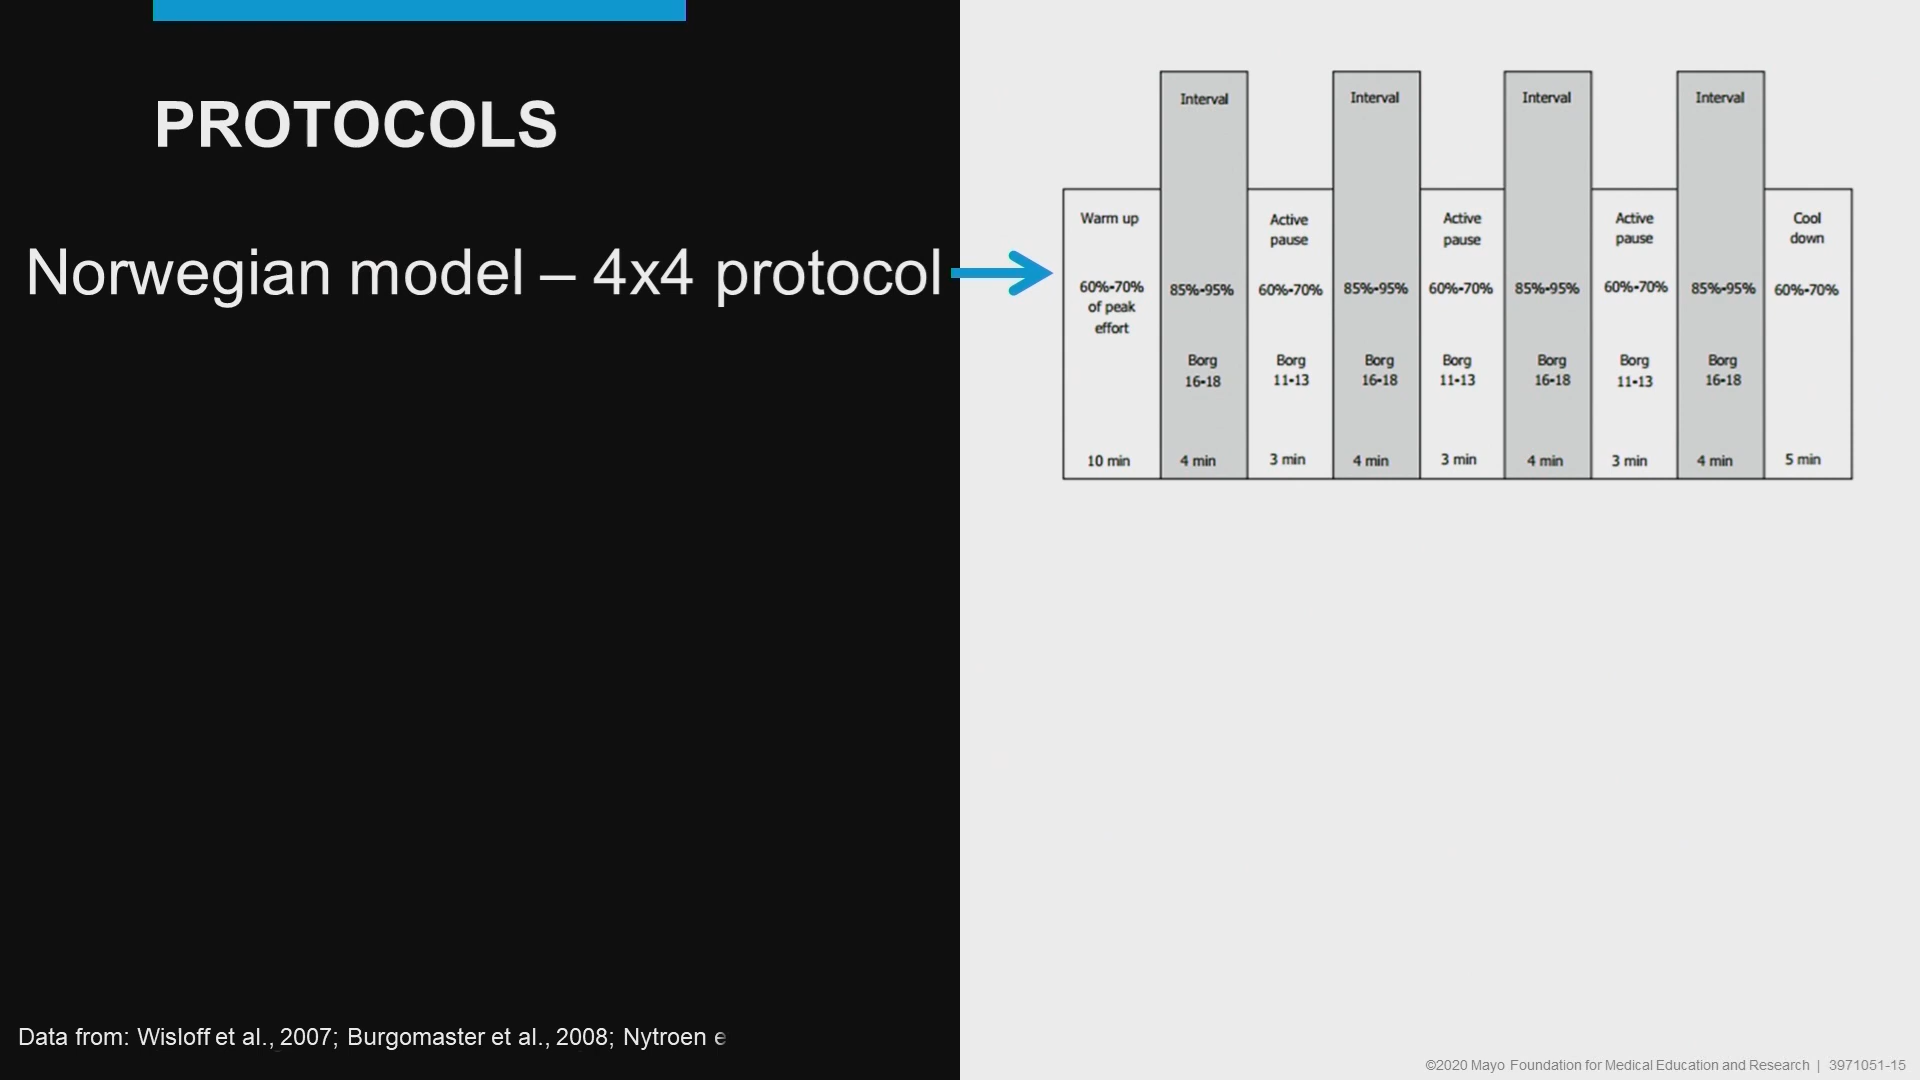 PROTOCOLS
Norwegian model – 4x4 protocol
Interval Interval Interval Interval
Warm up Active pause Active pause Active pause Cool down
60%-70% of peak effort 85%-95% 60%-70% 85%-95% 60%-70% 85%-95% 60%-70% 85%-95% 60%-70%
Borg 16-18 Borg 11-13 Borg 16-18 Borg 11-13 Borg 16-18 Borg 11-13 Borg 16-18
10 min 4 min 3 min 4 min 3 min 4 min 3 min 4 min 5 min
Data from: Wisloff et al., 2007; Burgomaster et al., 2008; Nytroen e
©2020 Mayo Foundation for Medical Education and Research | 3971051-15